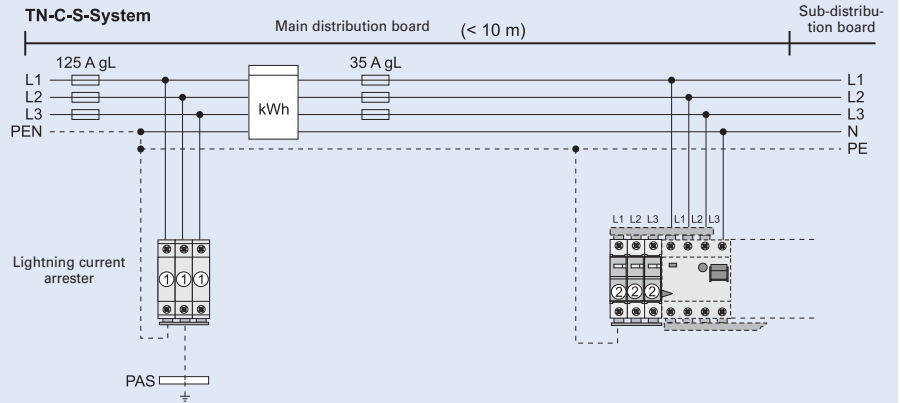 TN-C-S-System
Main distribution board
(< 10 m)
Sub-distribu-
tion board
125 A gL
35 A gL
L1
L2
L3
PEN
kWh
L1
L2
L3
N
PE
L1 L2 L3 L1 L2 L3
Lightning current
arrester
1 1 1
2 2 2
PAS